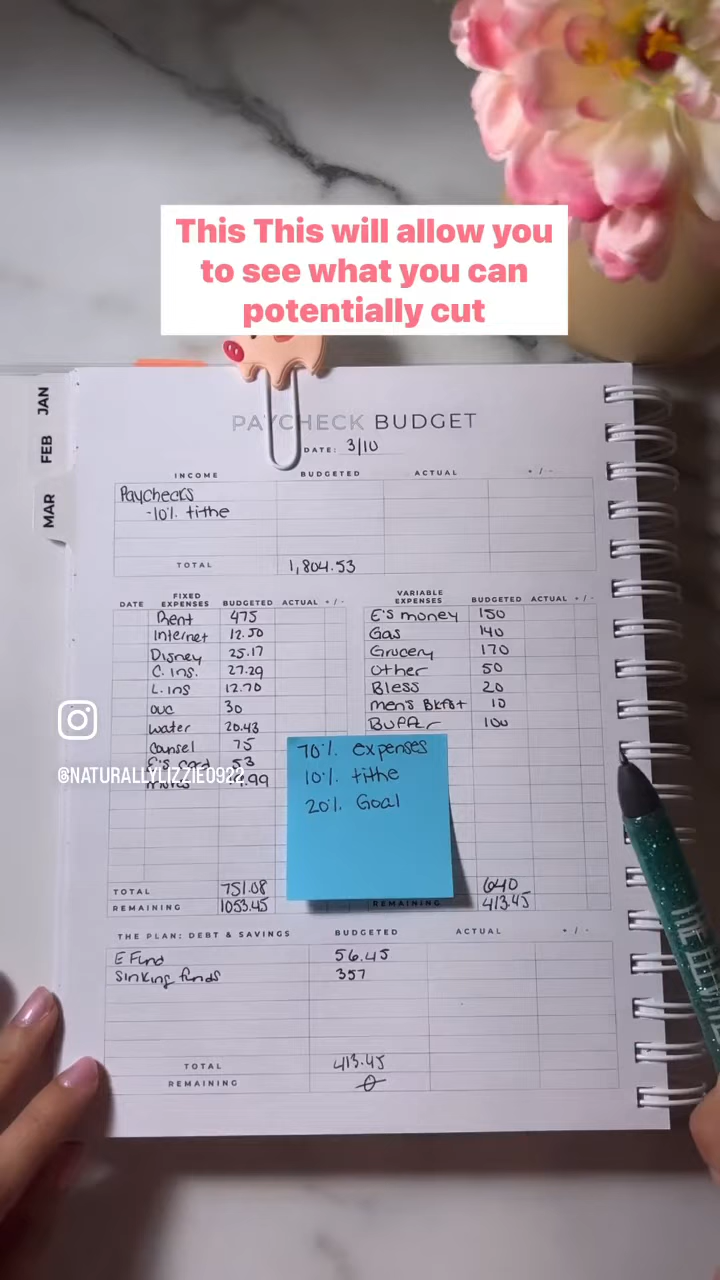 This This will allow you
to see what you can
potentially cut
PAYCHECK BUDGET
DATE: 3/10
INCOME BUDGETED ACTUAL + / -
Paychecks
-10% tithe
TOTAL 1,804.53
DATE FIXED EXPENSES BUDGETED ACTUAL + / -
Rent 475
Internet 12.50
Disney 25.17
C. ins. 27.29
L. ins 12.70
OUC 30
Water 20.43
Counsel 75
53
.99
TOTAL 751.08
REMAINING 1053.45
VARIABLE EXPENSES BUDGETED ACTUAL + / -
E's money 150
Gas 140
Grocery 170
Other 50
Bless 20
Men's Bkfst 10
Buffer 100
TOTAL 640
REMAINING 413.45
70% expenses
10% tithe
20% Goal
THE PLAN: DEBT & SAVINGS BUDGETED ACTUAL + / -
E Fund 56.45
Sinking funds 357
TOTAL 413.45
REMAINING 0
JAN
FEB
MAR
@NATURALLYLIZZIE0922